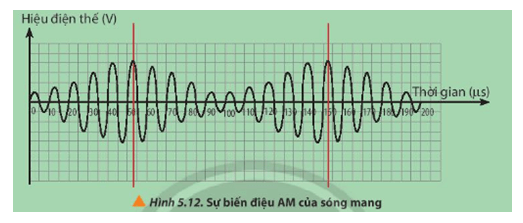 Hiệu điện thế (V)
Thời gian (µs)
0 10 20 30 40 50 60 70 80 90 100 110 120 130 140 150 160 170 180 190 200
Hình 5.12. Sự biến điệu AM của sóng mang